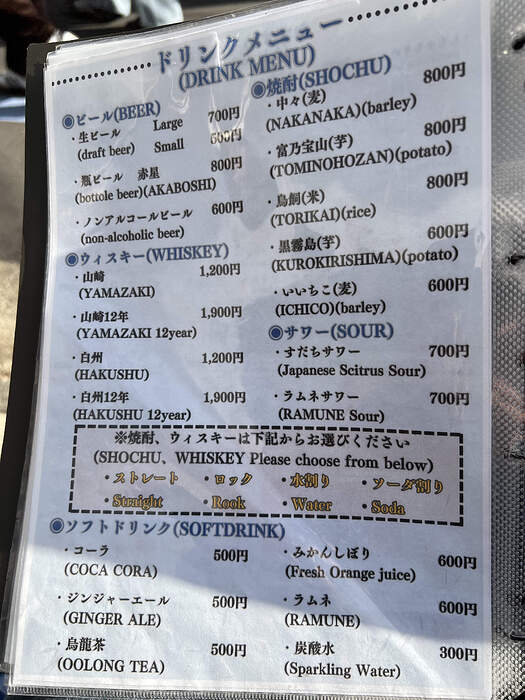 ドリンクメニュー
(DRINK MENU)
◉ビール(BEER)
・生ビール Large 700円
(draft beer) Small 500円
・瓶ビール 赤星 800円
(bottole beer)(AKABOSHI)
・ノンアルコールビール 600円
(non-alcoholic beer)
◉ウィスキー(WHISKEY)
・山崎 1,200円
(YAMAZAKI)
・山崎12年 1,900円
(YAMAZAKI 12year)
・白州 1,200円
(HAKUSHU)
・白州12年 1,900円
(HAKUSHU 12year)
◉焼酎(SHOCHU)
・中々(麦) 800円
(NAKANAKA)(barley)
・富乃宝山(芋) 800円
(TOMINOHOZAN)(potato)
・鳥飼(米) 800円
(TORIKAI)(rice)
・黒霧島(芋) 600円
(KUROKIRISHIMA)(potato)
・いいちこ(麦) 600円
(ICHICO)(barley)
◉サワー(SOUR)
・すだちサワー 700円
(Japanese Scitrus Sour)
・ラムネサワー 700円
(RAMUNE Sour)
※焼酎、ウィスキーは下記からお選びください
(SHOCHU、WHISKEY Please choose from below)
・ストレート ・ロック ・水割り ・ソーダ割り
・Straight ・Rook ・Water ・Soda
◉ソフトドリンク(SOFTDRINK)
・コーラ 500円
(COCA CORA)
・ジンジャーエール 500円
(GINGER ALE)
・烏龍茶 500円
(OOLONG TEA)
・みかんしぼり 600円
(Fresh Orange juice)
・ラムネ 600円
(RAMUNE)
・炭酸水 300円
(Sparkling Water)